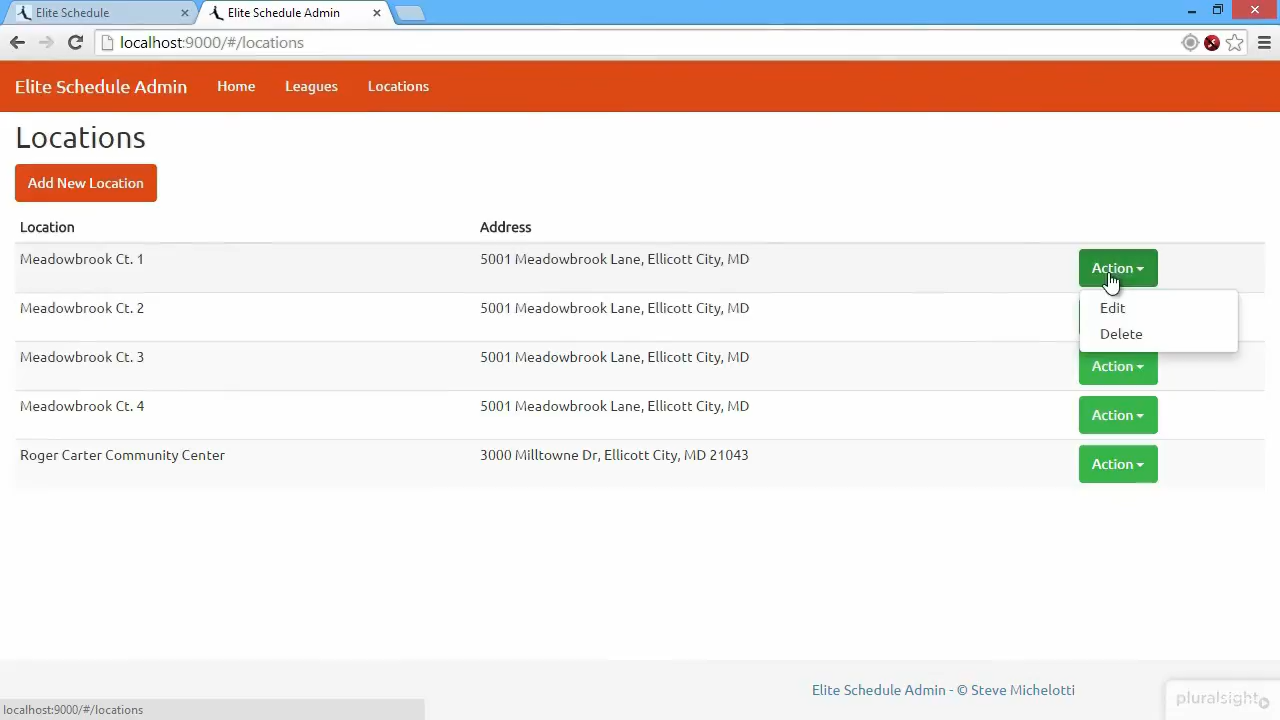 Elite Schedule
Elite Schedule Admin
localhost:9000/#/locations
Elite Schedule Admin Home Leagues Locations
Locations
Add New Location
Location Address
Meadowbrook Ct. 1 5001 Meadowbrook Lane, Ellicott City, MD Action
Edit
Meadowbrook Ct. 2 5001 Meadowbrook Lane, Ellicott City, MD
Delete
Meadowbrook Ct. 3 5001 Meadowbrook Lane, Ellicott City, MD Action
Meadowbrook Ct. 4 5001 Meadowbrook Lane, Ellicott City, MD Action
Roger Carter Community Center 3000 Milltowne Dr, Ellicott City, MD 21043 Action
Elite Schedule Admin - © Steve Michelotti
pluralsight
localhost:9000/#/locations